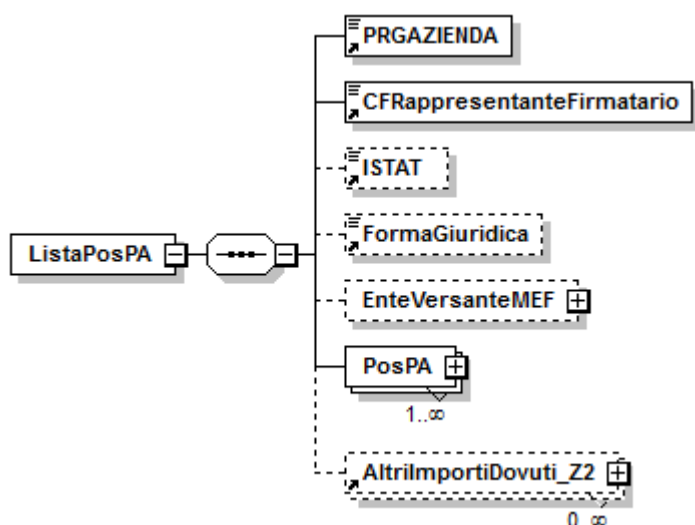 PRGAZIENDA
CFRappresentanteFirmatario
ISTAT
FormaGiuridica
ListaPosPA
EnteVersanteMEF
PosPA
1..∞
AltriImportiDovuti_Z2
0..∞